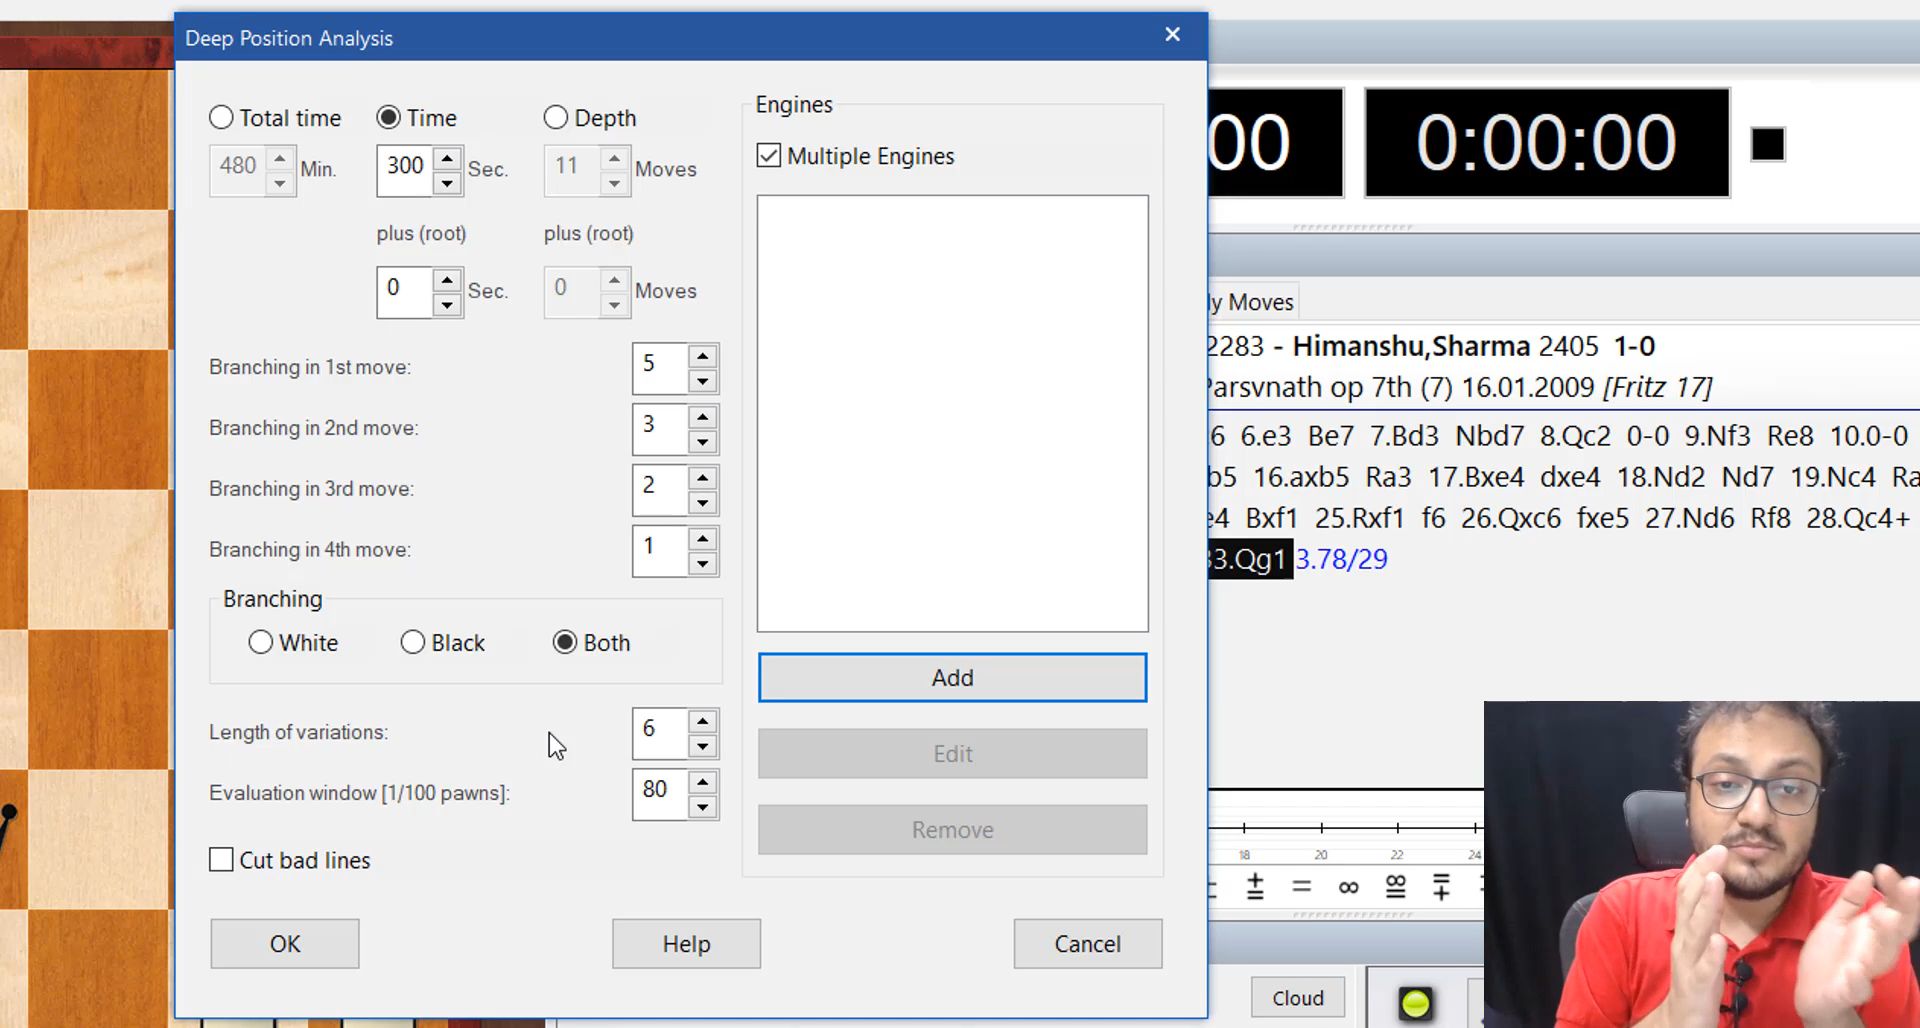 Deep Position Analysis
Total time
Time
Depth
480 Min.
300 Sec.
11 Moves
plus (root)
plus (root)
0 Sec.
0 Moves
Branching in 1st move: 5
Branching in 2nd move: 3
Branching in 3rd move: 2
Branching in 4th move: 1
Branching
White
Black
Both
Length of variations: 6
Evaluation window [1/100 pawns]: 80
Cut bad lines
OK
Help
Cancel
Engines
Multiple Engines
Add
Edit
Remove
00
0:00:00
y Moves
2283 - Himanshu,Sharma 2405 1-0
arsvnath op 7th (7) 16.01.2009 [Fritz 17]
6 6.e3 Be7 7.Bd3 Nbd7 8.Qc2 0-0 9.Nf3 Re8 10.0-0
b5 16.axb5 Ra3 17.Bxe4 dxe4 18.Nd2 Nd7 19.Nc4 Ra
e4 Bxf1 25.Rxf1 f6 26.Qxc6 fxe5 27.Nd6 Rf8 28.Qc4+
33.Qg1 3.78/29
18 20 22 24
± = ∞ ∓
Cloud